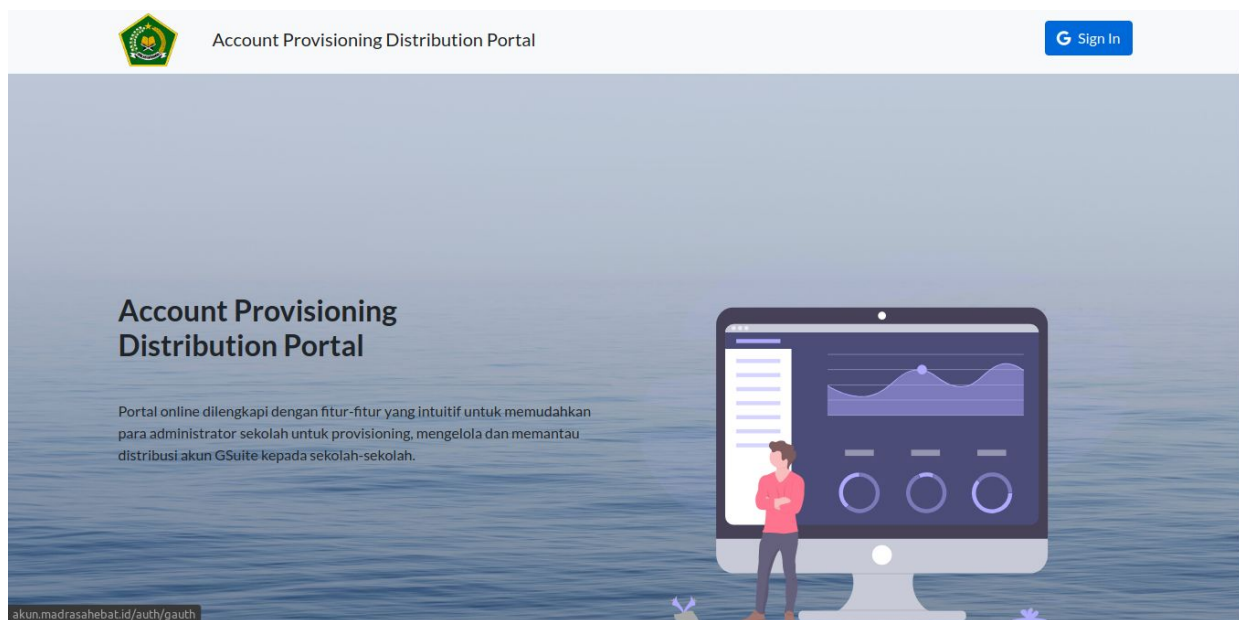 Account Provisioning Distribution Portal
G Sign In
Account Provisioning
Distribution Portal
Portal online dilengkapi dengan fitur-fitur yang intuitif untuk memudahkan
para administrator sekolah untuk provisioning, mengelola dan memantau
distribusi akun GSuite kepada sekolah-sekolah.
akun.madrasahebat.id/auth/gauth